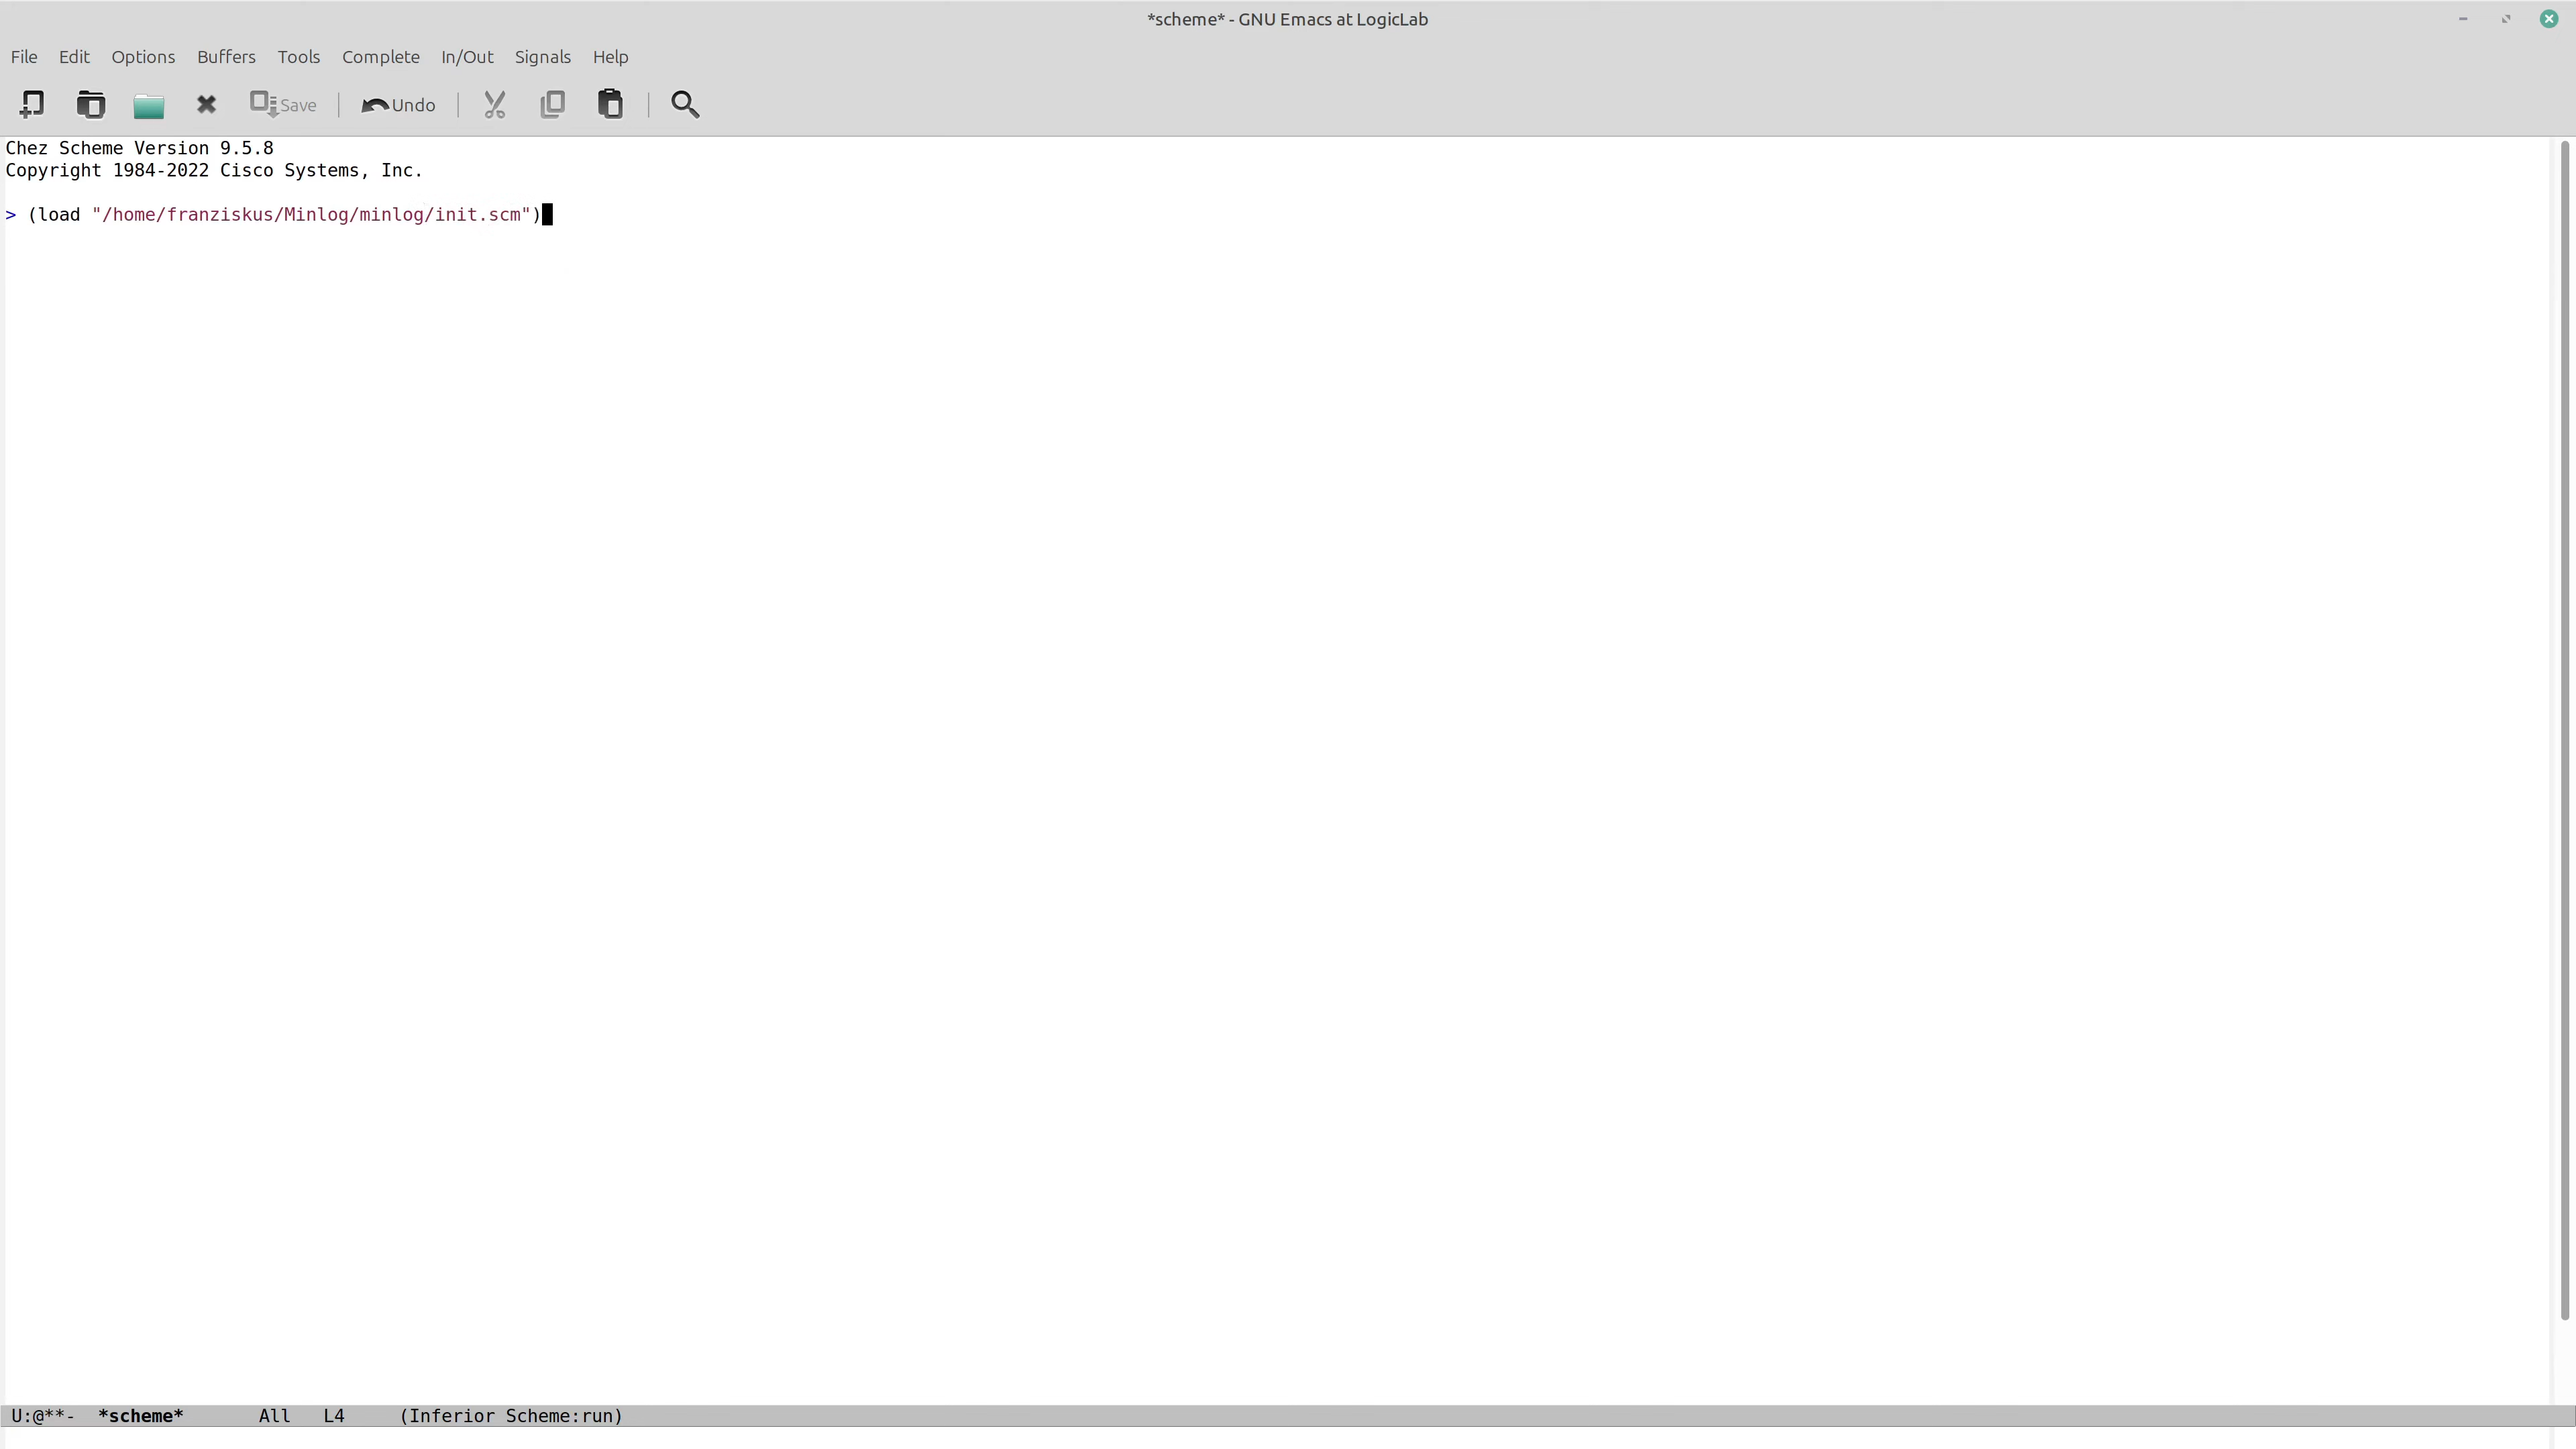 *scheme* - GNU Emacs at LogicLab
File Edit Options Buffers Tools Complete In/Out Signals Help
Save Undo
Chez Scheme Version 9.5.8
Copyright 1984-2022 Cisco Systems, Inc.
> (load "/home/franziskus/Minlog/minlog/init.scm")
U:@**- *scheme* All L4 (Inferior Scheme:run)